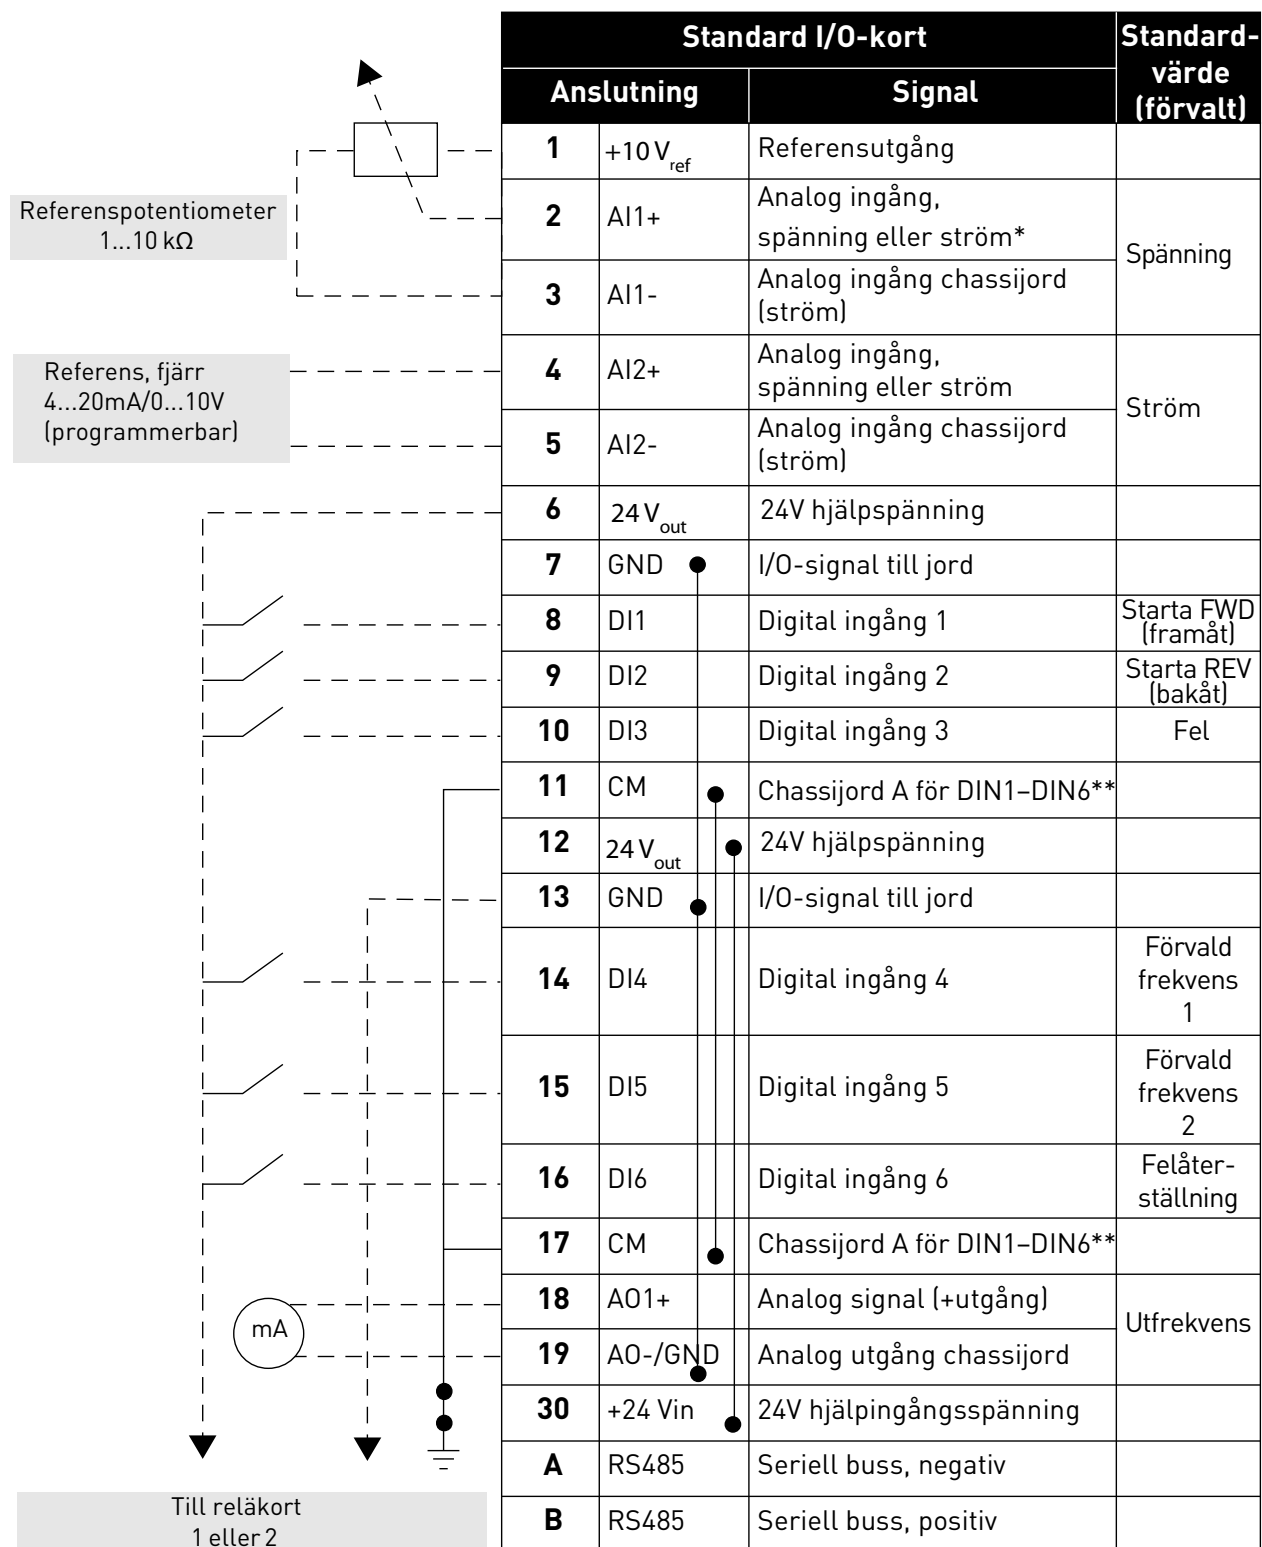 Standard I/O-kort
Standard-
värde
(förvalt)
Anslutning
Signal
1
+10 Vref
Referensutgång
Referenspotentiometer
1...10 kΩ
2
AI1+
Analog ingång,
spänning eller ström*
Spänning
3
AI1-
Analog ingång chassijord
(ström)
Referens, fjärr
4...20mA/0...10V
(programmerbar)
4
AI2+
Analog ingång,
spänning eller ström
Ström
5
AI2-
Analog ingång chassijord
(ström)
6
24 Vout
24V hjälpspänning
7
GND
I/O-signal till jord
8
DI1
Digital ingång 1
Starta FWD
(framåt)
9
DI2
Digital ingång 2
Starta REV
(bakåt)
10
DI3
Digital ingång 3
Fel
11
CM
Chassijord A för DIN1–DIN6**
12
24 Vout
24V hjälpspänning
13
GND
I/O-signal till jord
14
DI4
Digital ingång 4
Förvald
frekvens
1
15
DI5
Digital ingång 5
Förvald
frekvens
2
16
DI6
Digital ingång 6
Felåter-
ställning
17
CM
Chassijord A för DIN1–DIN6**
mA
18
AO1+
Analog signal (+utgång)
Utfrekvens
19
AO-/GND
Analog utgång chassijord
30
+24 Vin
24V hjälpingångsspänning
A
RS485
Seriell buss, negativ
B
RS485
Seriell buss, positiv
Till reläkort
1 eller 2